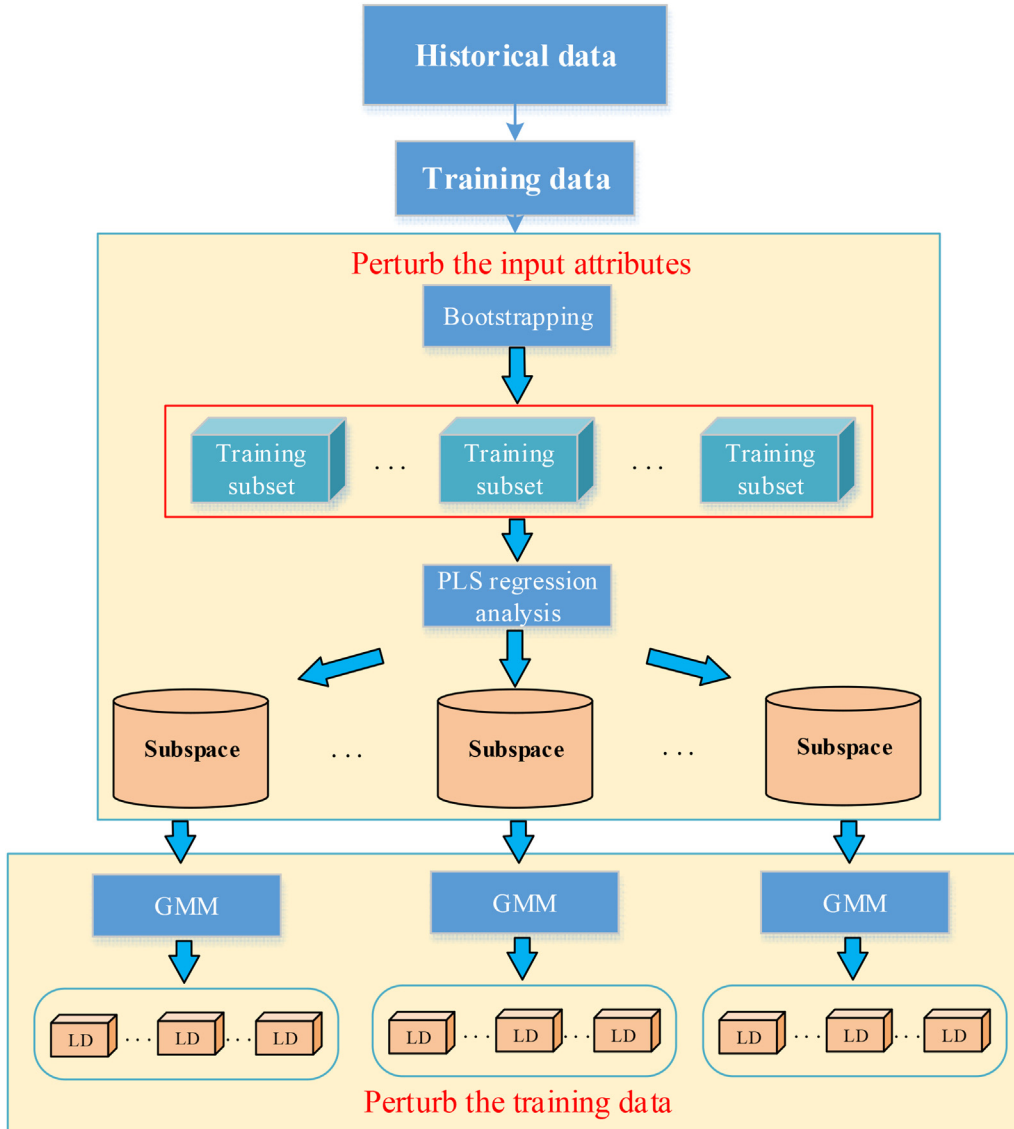 Historical data
Training data
Perturb the input attributes
Bootstrapping
Training
subset
. . .
Training
subset
. . .
Training
subset
PLS regression
analysis
Subspace
. . .
Subspace
. . .
Subspace
GMM
GMM
GMM
LD . . . LD . . . LD
LD . . . LD . . . LD
LD . . . LD . . . LD
Perturb the training data